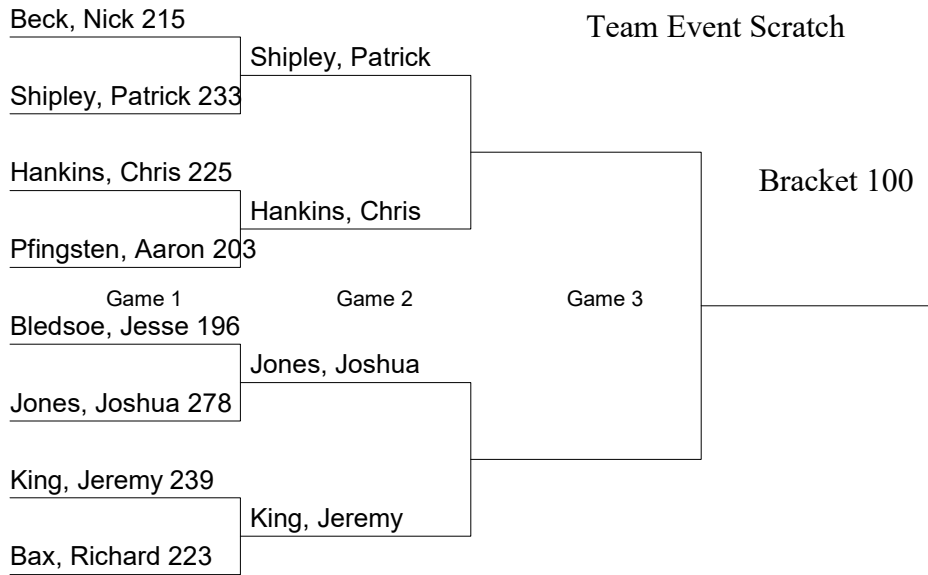 Beck, Nick 215
Team Event Scratch
Shipley, Patrick
Shipley, Patrick 233
Hankins, Chris 225
Bracket 100
Hankins, Chris
Pfingsten, Aaron 203
Game 1
Game 2
Game 3
Bledsoe, Jesse 196
Jones, Joshua
Jones, Joshua 278
King, Jeremy 239
King, Jeremy
Bax, Richard 223